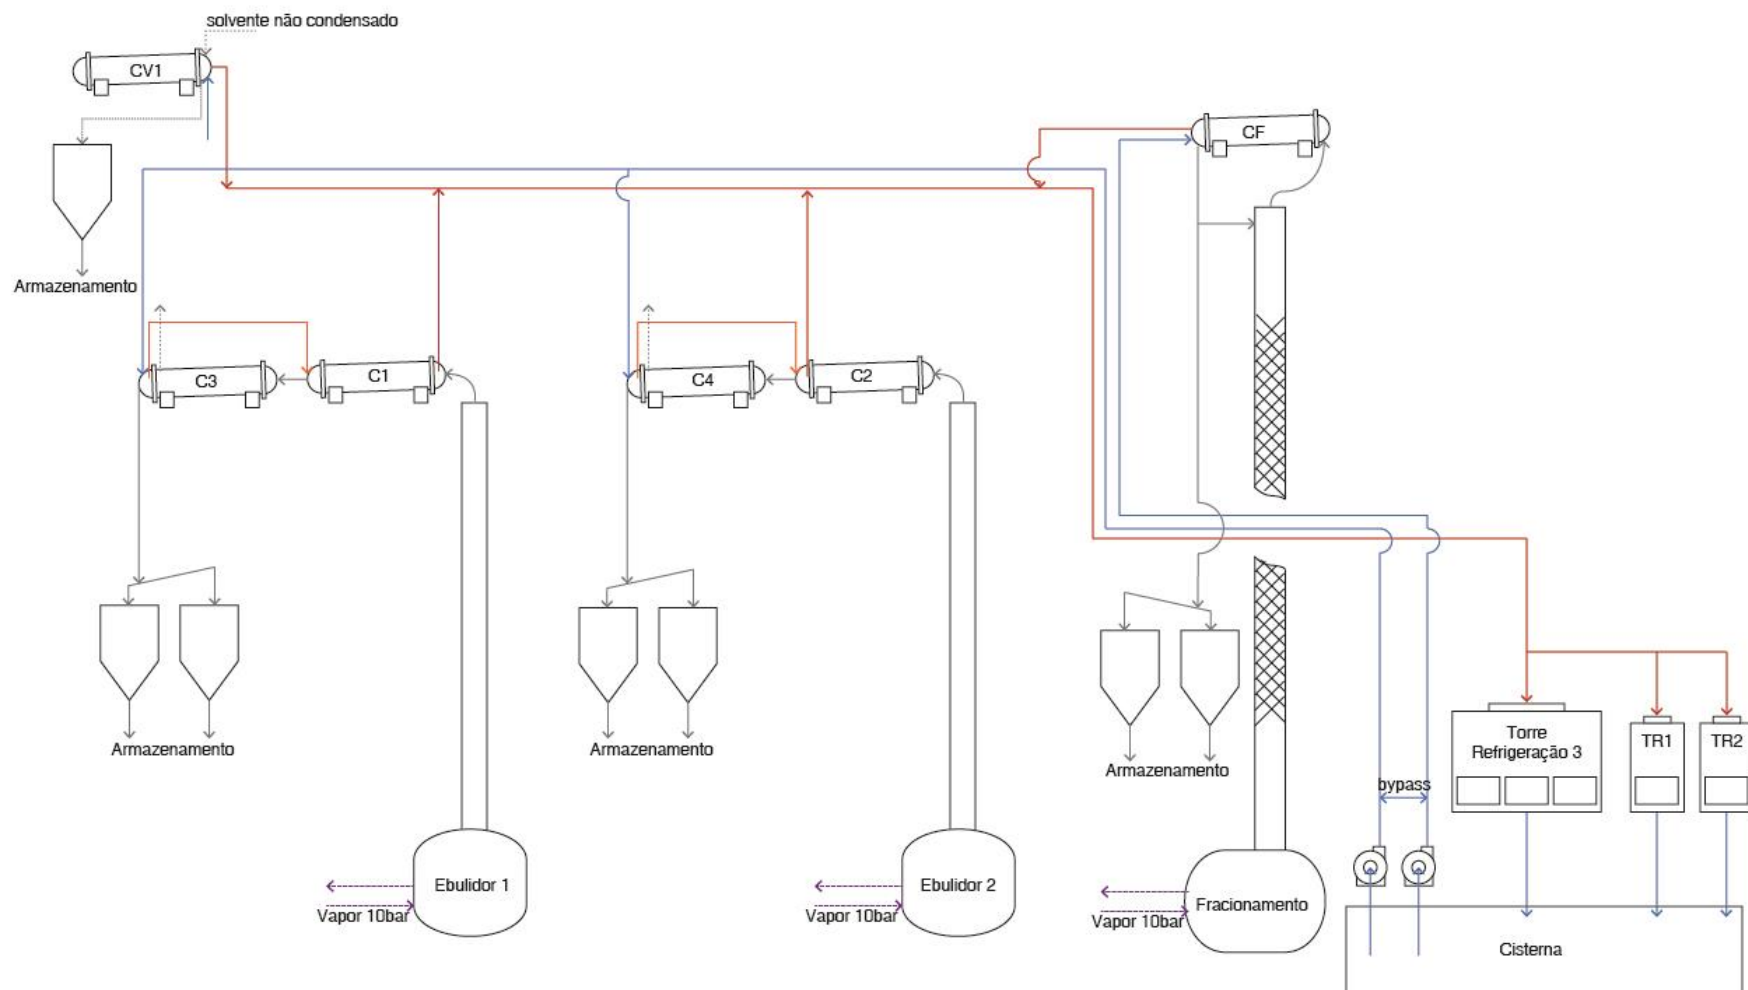 solvente não condensado
CV1
CF
Armazenamento
C3
C1
C4
C2
Armazenamento
Armazenamento
Armazenamento
Torre
Refrigeração 3
TR1
TR2
bypass
Ebulidor 1
Ebulidor 2
Fracionamento
Vapor 10bar
Vapor 10bar
Vapor 10bar
Cisterna